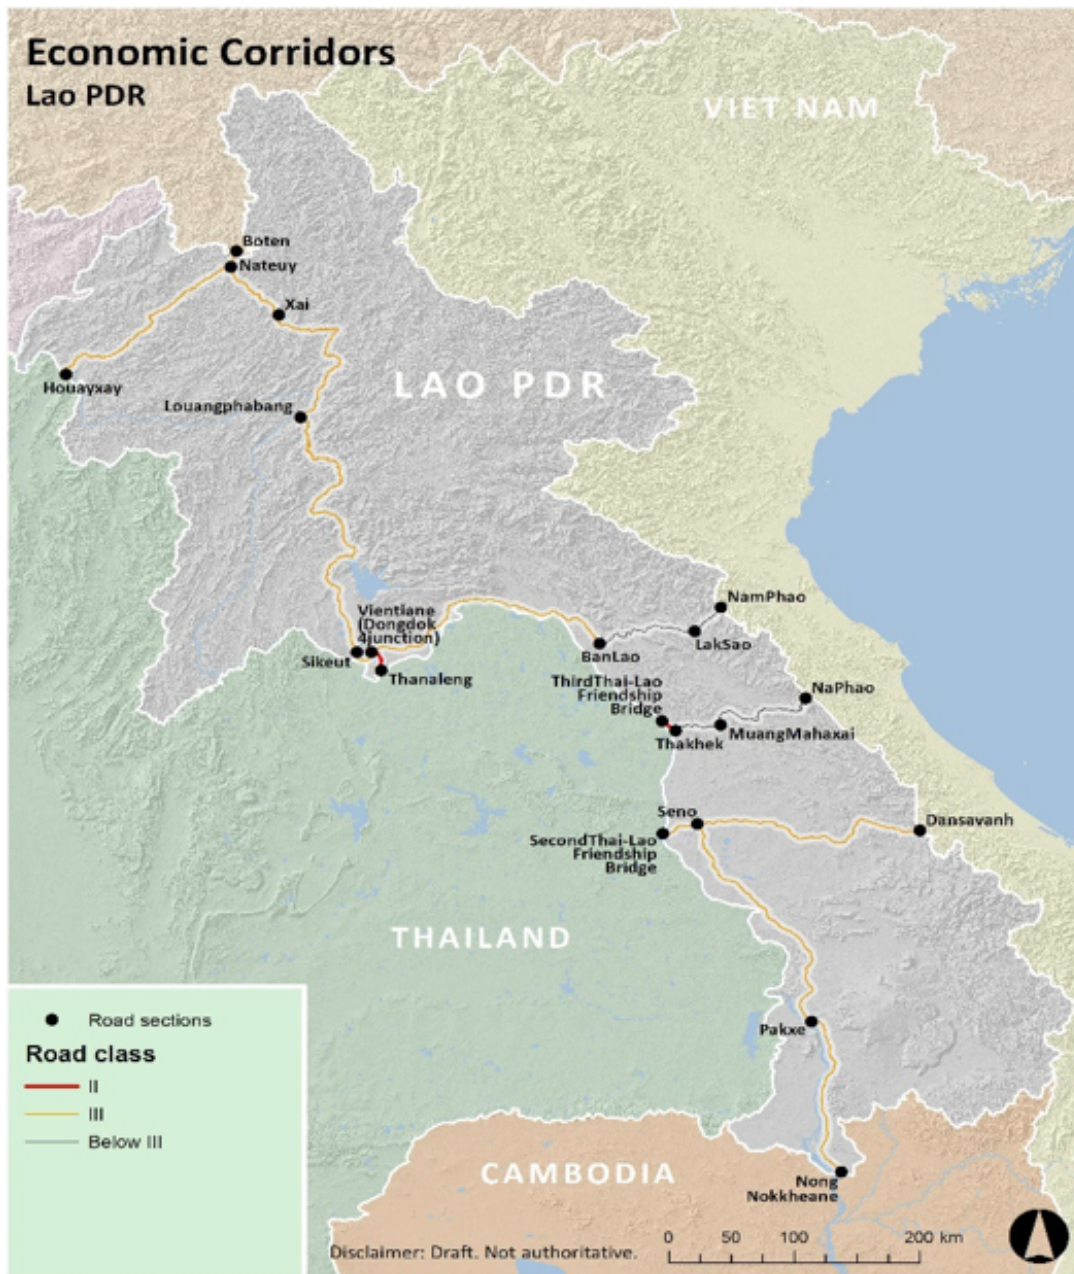 Economic Corridors
Lao PDR
VIET NAM
Boten
Nateuy
Xai
LAO PDR
Houayxay
Louangphabang
NamPhao
Vientiane
(Dongdok
4junction)
LakSao
Sikeut
BanLao
Thanaleng
ThirdThai-Lao
Friendship
Bridge
NaPhao
Thakhek
MuangMahaxai
Seno
Dansavanh
SecondThai-Lao
Friendship
Bridge
THAILAND
Pakxe
Road sections
Road class
II
III
Below III
CAMBODIA
Nong
Nokkheane
0 50 100 200 km
Disclaimer: Draft. Not authoritative.